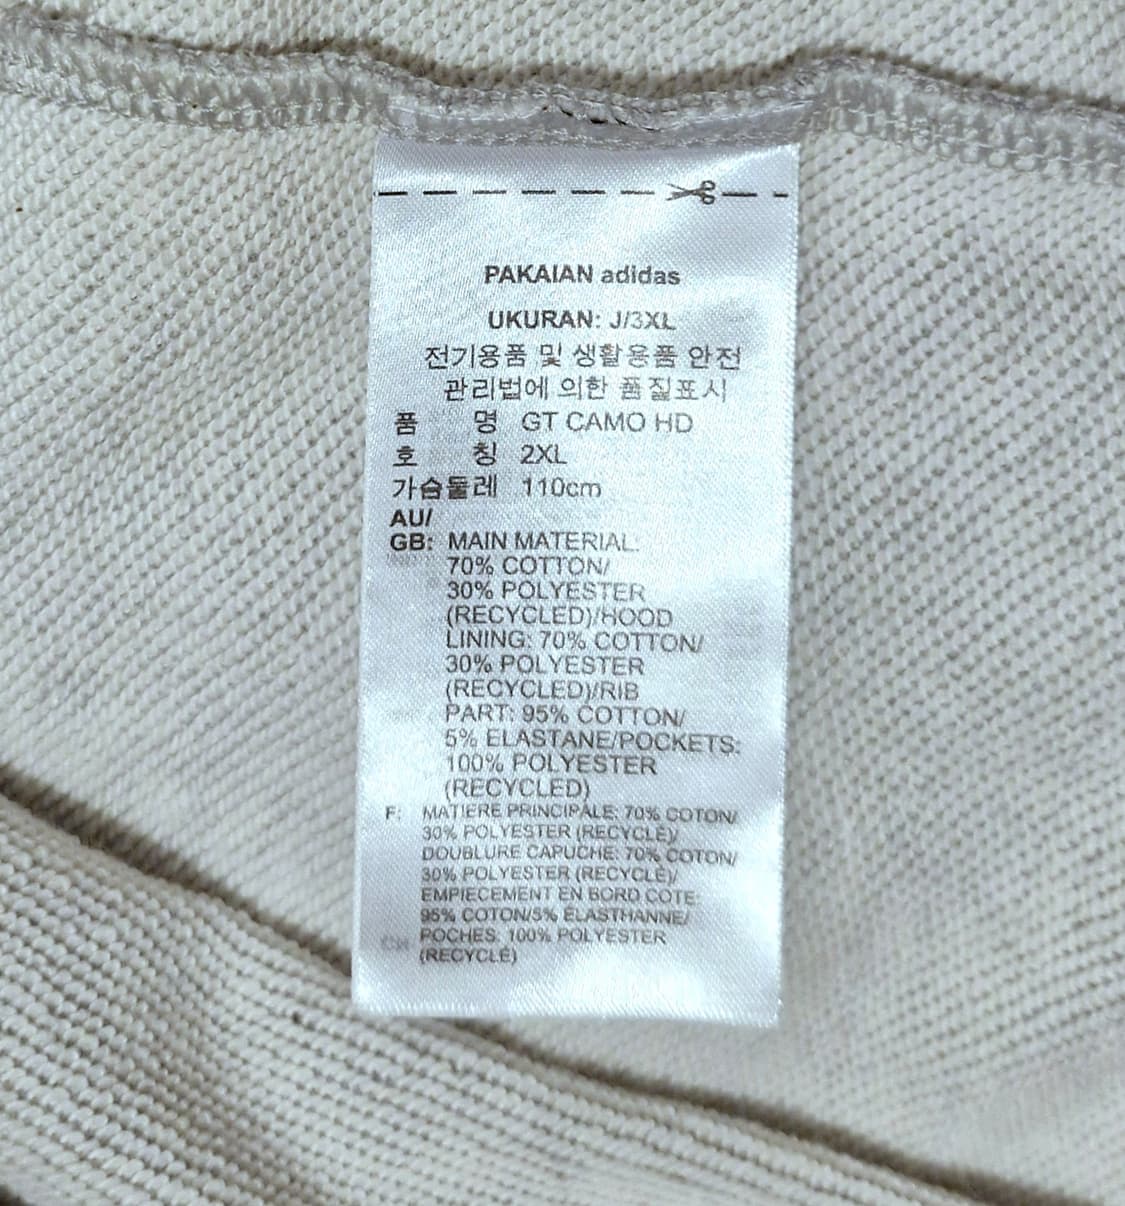 PAKAIAN adidas
UKURAN: J/3XL
전기용품 및 생활용품 안전
관리법에 의한 품질표시
품 명 GT CAMO HD
호 칭 2XL
가슴둘레 110cm
AU/
GB: MAIN MATERIAL:
70% COTTON/
30% POLYESTER
(RECYCLED)/HOOD
LINING: 70% COTTON/
30% POLYESTER
(RECYCLED)/RIB
PART: 95% COTTON/
5% ELASTANE/POCKETS:
100% POLYESTER
(RECYCLED)
F: MATIERE PRINCIPALE: 70% COTON/
30% POLYESTER (RECYCLÉ)/
DOUBLURE CAPUCHE: 70% COTON/
30% POLYESTER (RECYCLÉ)/
EMPIECEMENT EN BORD COTE:
95% COTON/5% ELASTHANNE/
POCHES: 100% POLYESTER
(RECYCLÉ)